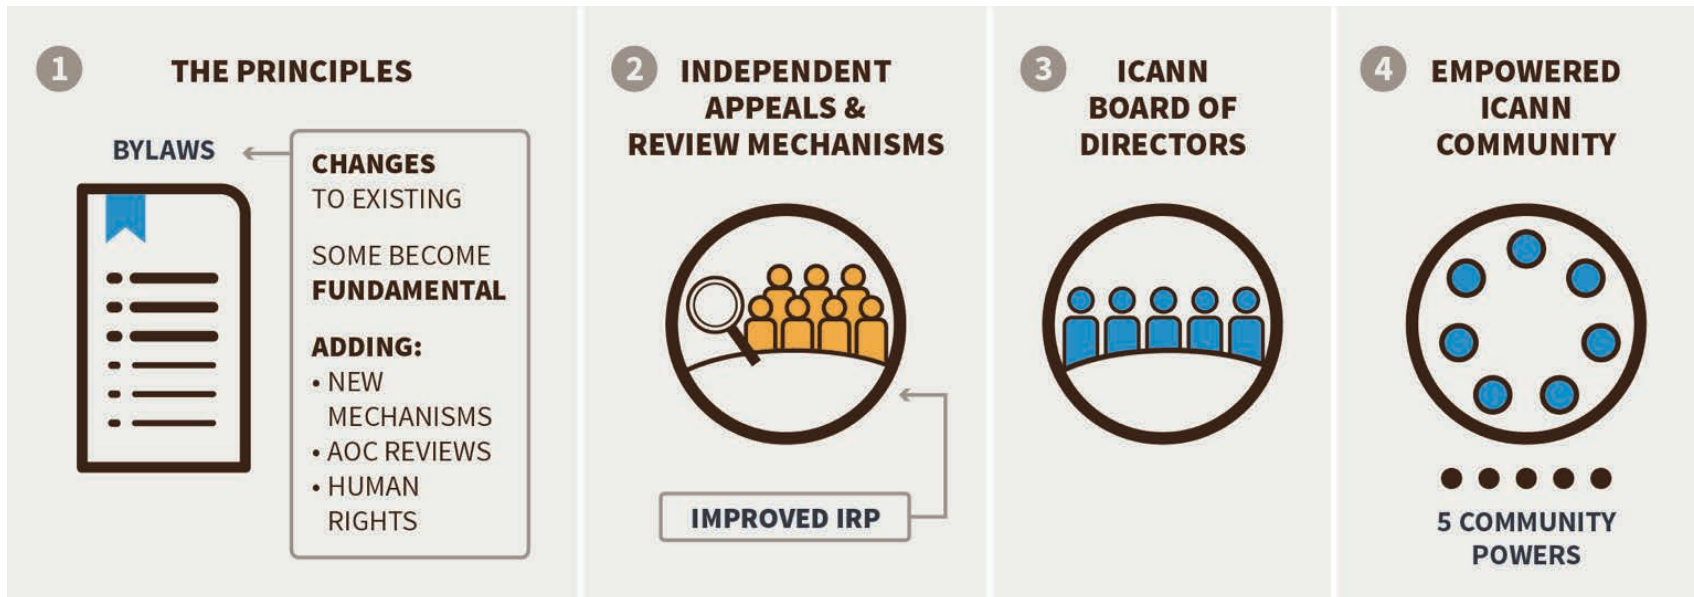 1
THE PRINCIPLES
BYLAWS
CHANGES
TO EXISTING
SOME BECOME
FUNDAMENTAL
ADDING:
• NEW
MECHANISMS
• AOC REVIEWS
• HUMAN
RIGHTS
2
INDEPENDENT
APPEALS &
REVIEW MECHANISMS
IMPROVED IRP
3
ICANN
BOARD OF
DIRECTORS
4
EMPOWERED
ICANN
COMMUNITY
5 COMMUNITY
POWERS